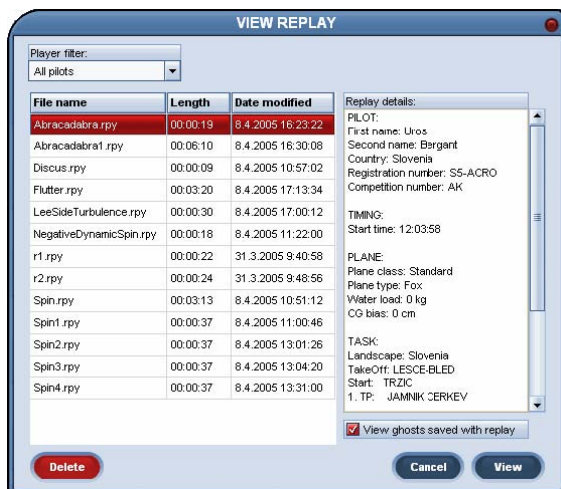 VIEW REPLAY
Player filter:
All pilots
File name Length Date modified
Abracadabra.rpy 00:00:19 8.4.2005 16:23:22
Abracadabra1.rpy 00:06:10 8.4.2005 16:30:08
Discus.rpy 00:00:09 8.4.2005 10:57:02
Flutter.rpy 00:03:20 8.4.2005 17:13:34
LeeSideTurbulence.rpy 00:00:30 8.4.2005 17:00:12
NegativeDynamicSpin.rpy 00:00:18 8.4.2005 11:22:00
r1.rpy 00:00:22 31.3.2005 9:40:58
r2.rpy 00:00:24 31.3.2005 9:48:56
Spin.rpy 00:03:13 8.4.2005 10:51:12
Spin1.rpy 00:00:37 8.4.2005 11:00:46
Spin2.rpy 00:00:37 8.4.2005 13:01:26
Spin3.rpy 00:00:37 8.4.2005 13:04:20
Spin4.rpy 00:00:37 8.4.2005 13:31:00
Replay details:
PILOT:
First name: Uros
Second name: Bergant
Country: Slovenia
Registration number: S5-ACRO
Competition number: AK
TIMING:
Start time: 12:03:58
PLANE:
Plane class: Standard
Plane type: Fox
Water load: 0 kg
CG bias: 0 cm
TASK:
Landscape: Slovenia
TakeOff: LESCE-BLED
Start: TRZIC
1. TP: JAMNIK CERKEV
View ghosts saved with replay
Delete Cancel View